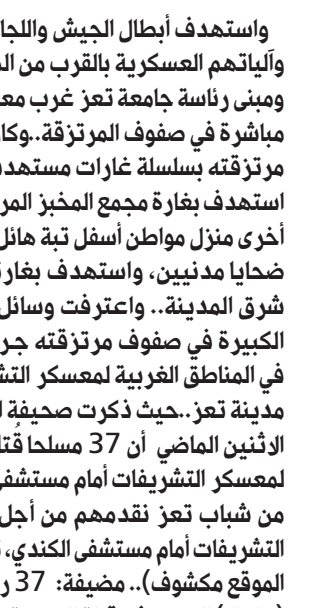 واستهدف أبطال الجيش واللجا
وآلياتهم العسكرية بالقرب من ال
ومبنى رئاسة جامعة تعز غرب مع
مباشرة في صفوف المرتزقة..وكا
مرتزقته بسلسلة غارات مستهد
استهدف بغارة مجمع المخبز المر
أخرى منزل مواطن أسفل تبة هائل
ضحايا مدنيين، واستهدف بغار
شرق المدينة.. واعترفت وسائل
الكبيرة في صفوف مرتزقته جر
في المناطق الغربية لمعسكر التش
مدينة تعز..حيث ذكرت صحيفة ا
الاثنين الماضي أن 37 مسلحا قُتل
لمعسكر التشريفات أمام مستشفى
من شباب تعز نقدمهم من أجل
التشريفات أمام مستشفى الكندي،
الموقع مكشوف).. مضيفة: 37 ر